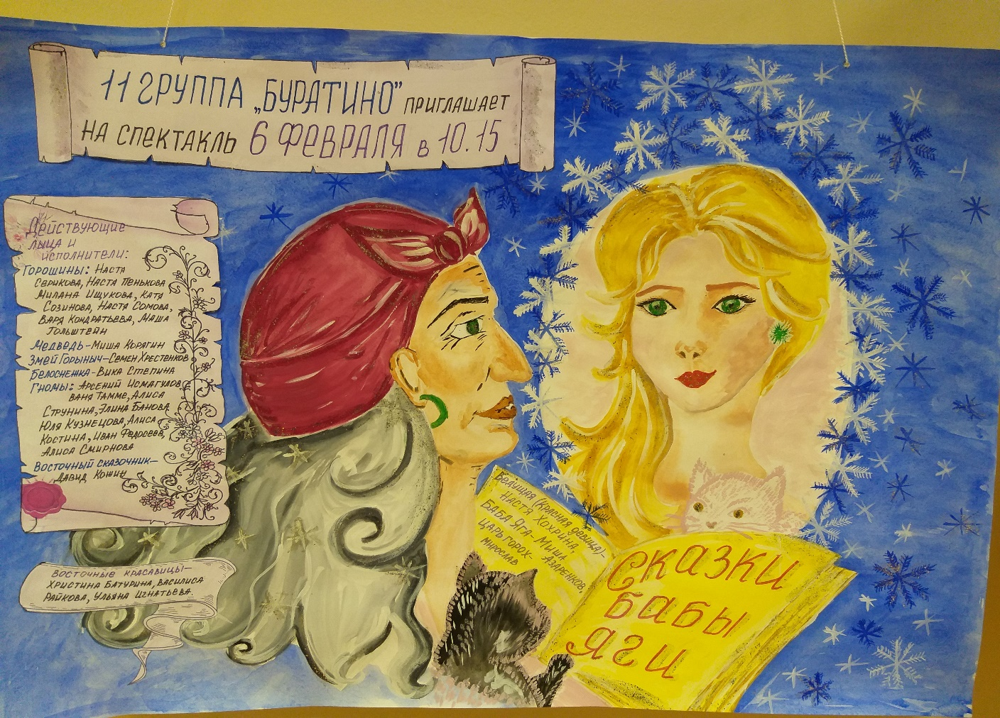 11 ГРУППА „БУРАТИНО" ПРИГЛАШАЕТ
НА СПЕКТАКЛЬ 6 ФЕВРАЛЯ в 10.15
Действующие
лица и
исполнители:
Горошины: Настя
Серикова, Настя Пенькова
Милана Ищукова, Катя
Созинова, Настя Сомова,
Варя Кондратьева, Маша
Гольштейн
Медведь-Миша Корягин
Змей Горыныч-Семен Хрестенков
Белоснежка-Вика Степина
Гномы: Арсений Исмагулов,
Ваня Тамме, Алиса
Струнина, Элина Банова
Юля Кузнецова, Алиса
Костина, Иван Федосеев,
Алиса Смирнова
Восточный сказочник-
Давид Кошин
Восточные красавицы-
Христина Батурина, Василиса
Райкова, Ульяна Игнатьева.
Ведущая (Красная девица)-
Настя Хохрина,
Баба Яга-Миша Азаренков,
Царь Горох-
Мирослав
Сказки
бабы
Яги